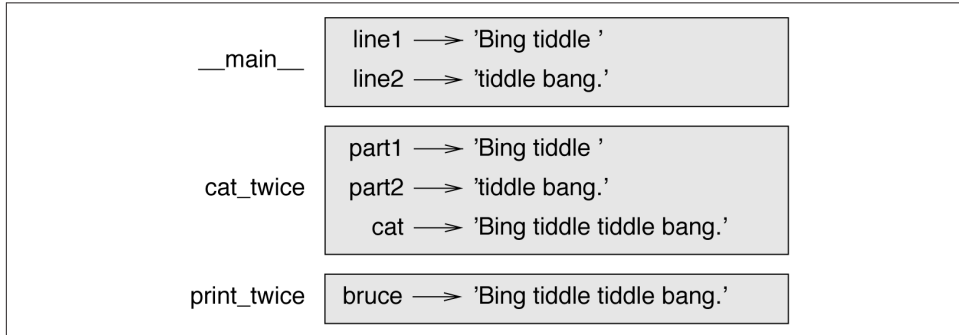 __main__
line1 ⟶ ’Bing tiddle ’
line2 ⟶ ’tiddle bang.’
cat_twice
part1 ⟶ ’Bing tiddle ’
part2 ⟶ ’tiddle bang.’
cat ⟶ ’Bing tiddle tiddle bang.’
print_twice
bruce ⟶ ’Bing tiddle tiddle bang.’